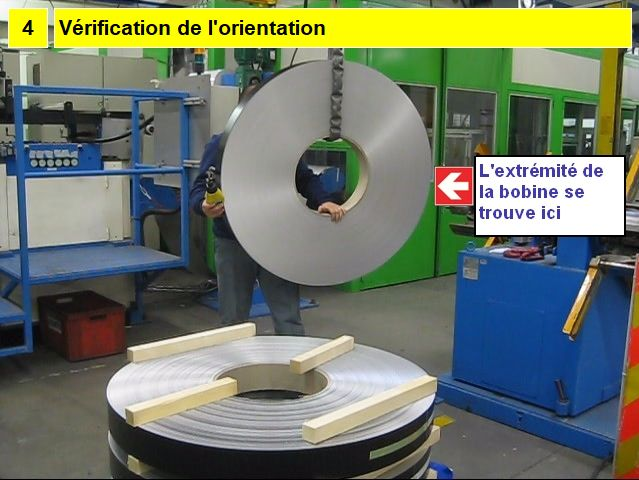 4 Vérification de l'orientation
L'extrémité de
la bobine se
trouve ici